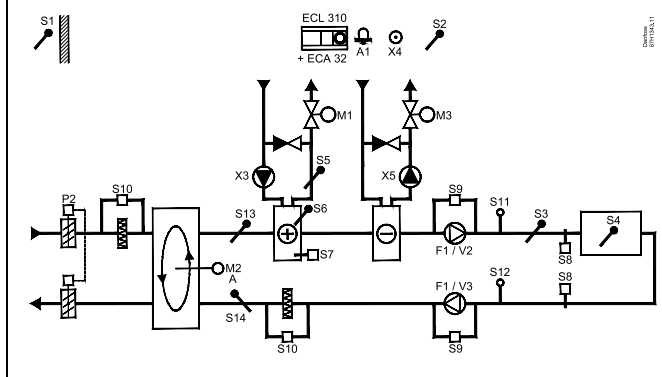 S1
ECL 310
+ ECA 32
A1
X4
S2
Danfoss
87H1343.11
M1
M3
X3
S5
X5
P2
S10
S13
S6
S7
S9
F1 / V2
S11
S3
S4
S8
M2
A
S14
S10
F1 / V3
S9
S12
S8